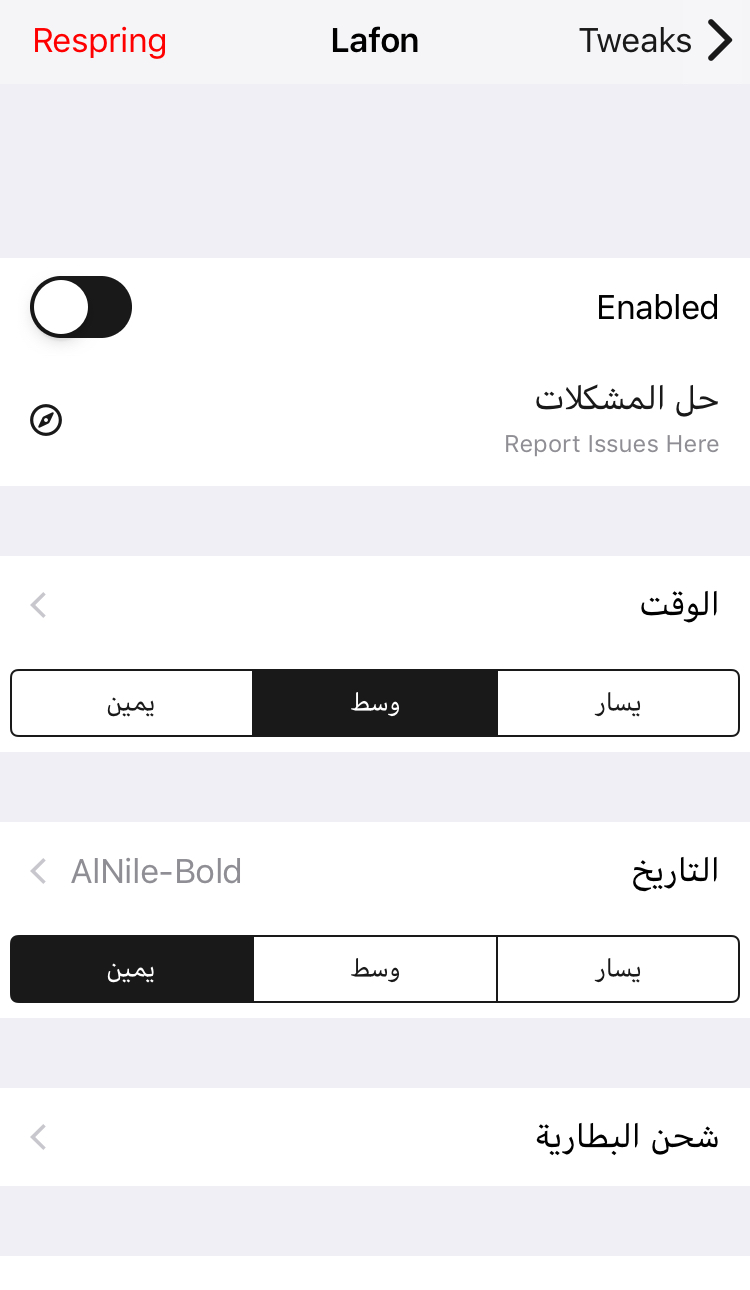 Respring
Lafon
Tweaks
Enabled
حل المشكلات
Report Issues Here
الوقت
يسار
وسط
يمين
التاريخ
AlNile-Bold
يسار
وسط
يمين
شحن البطارية